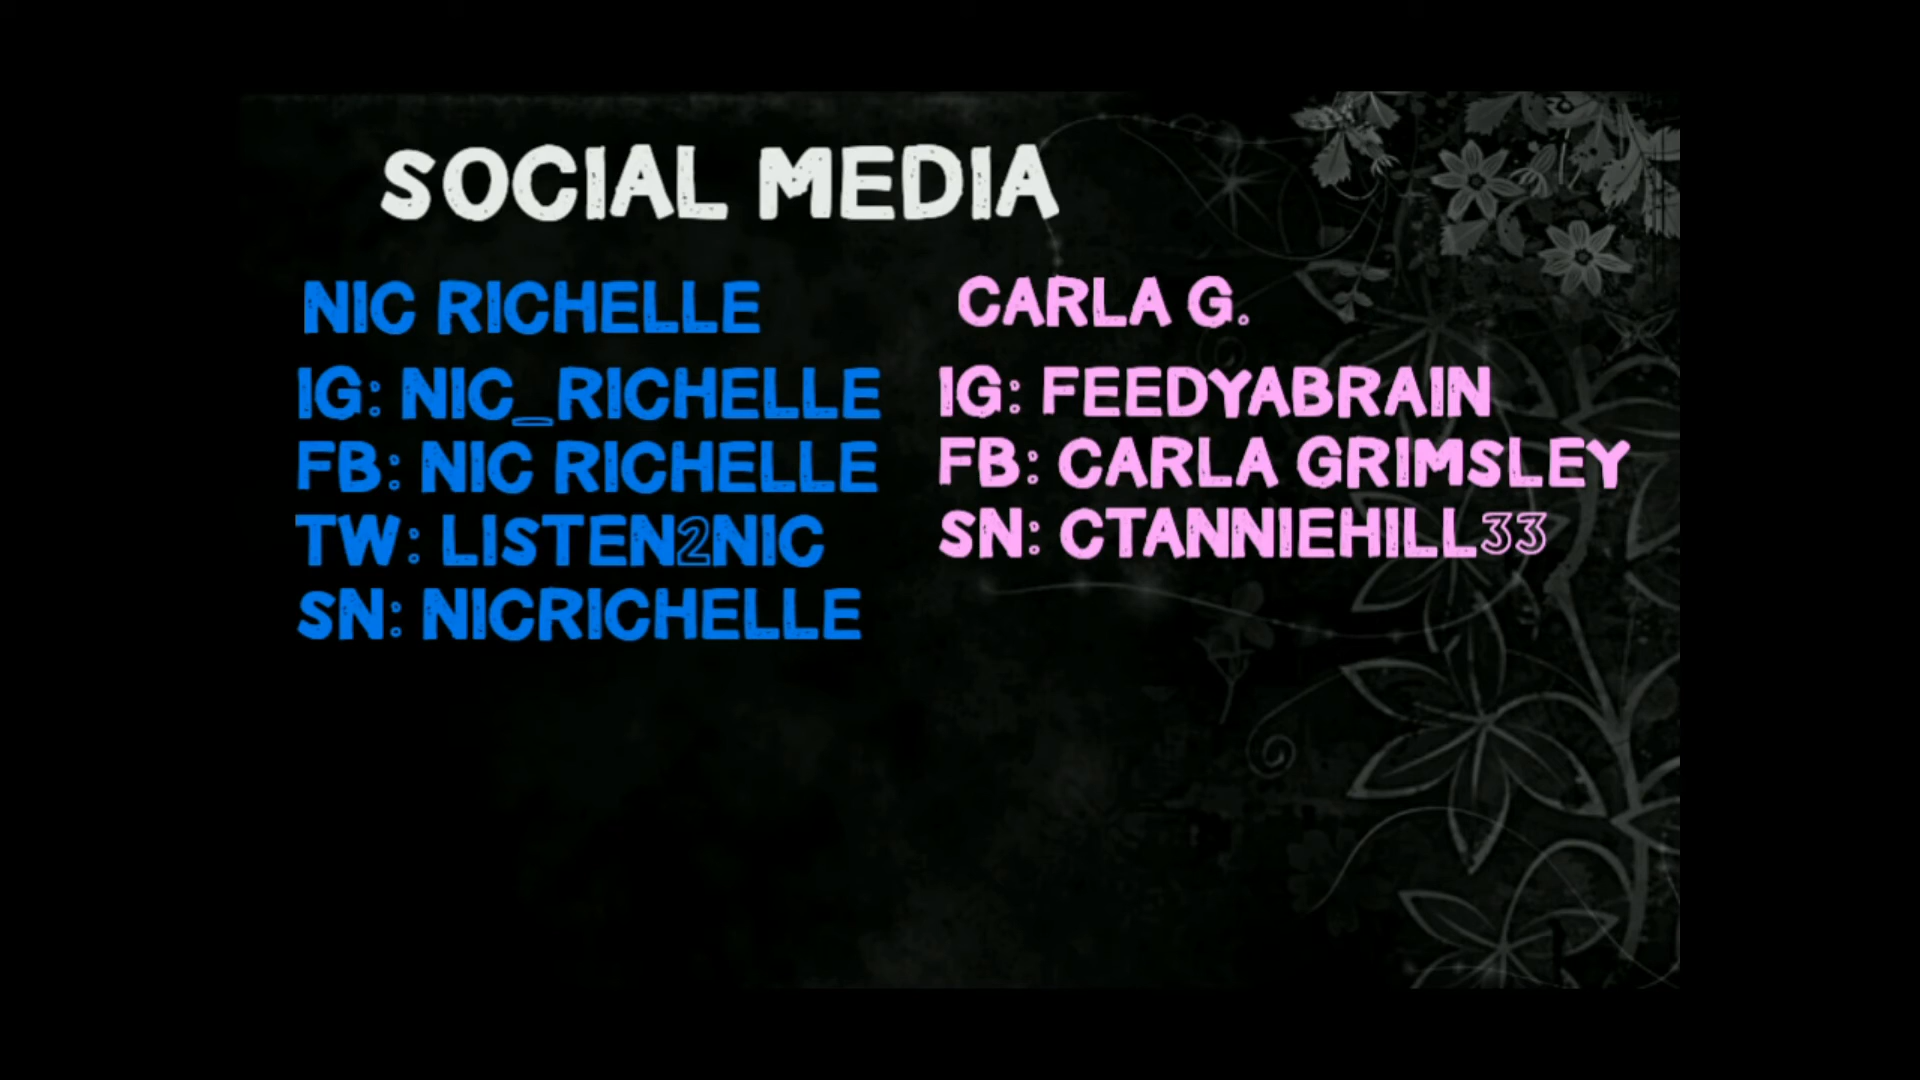 SOCIAL MEDIA
NIC RICHELLE
IG: NIC_RICHELLE
FB: NIC RICHELLE
TW: LISTEN2NIC
SN: NICRICHELLE
CARLA G.
IG: FEEDYABRAIN
FB: CARLA GRIMSLEY
SN: CTANNIEHILL33